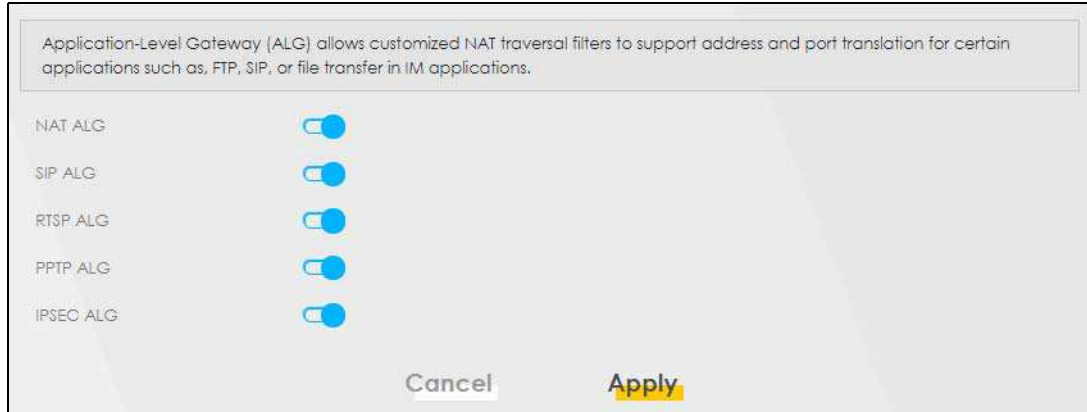 Application-Level Gateway (ALG) allows customized NAT traversal filters to support address and port translation for certain
applications such as, FTP, SIP, or file transfer in IM applications.
NAT ALG
SIP ALG
RTSP ALG
PPTP ALG
IPSEC ALG
Cancel Apply